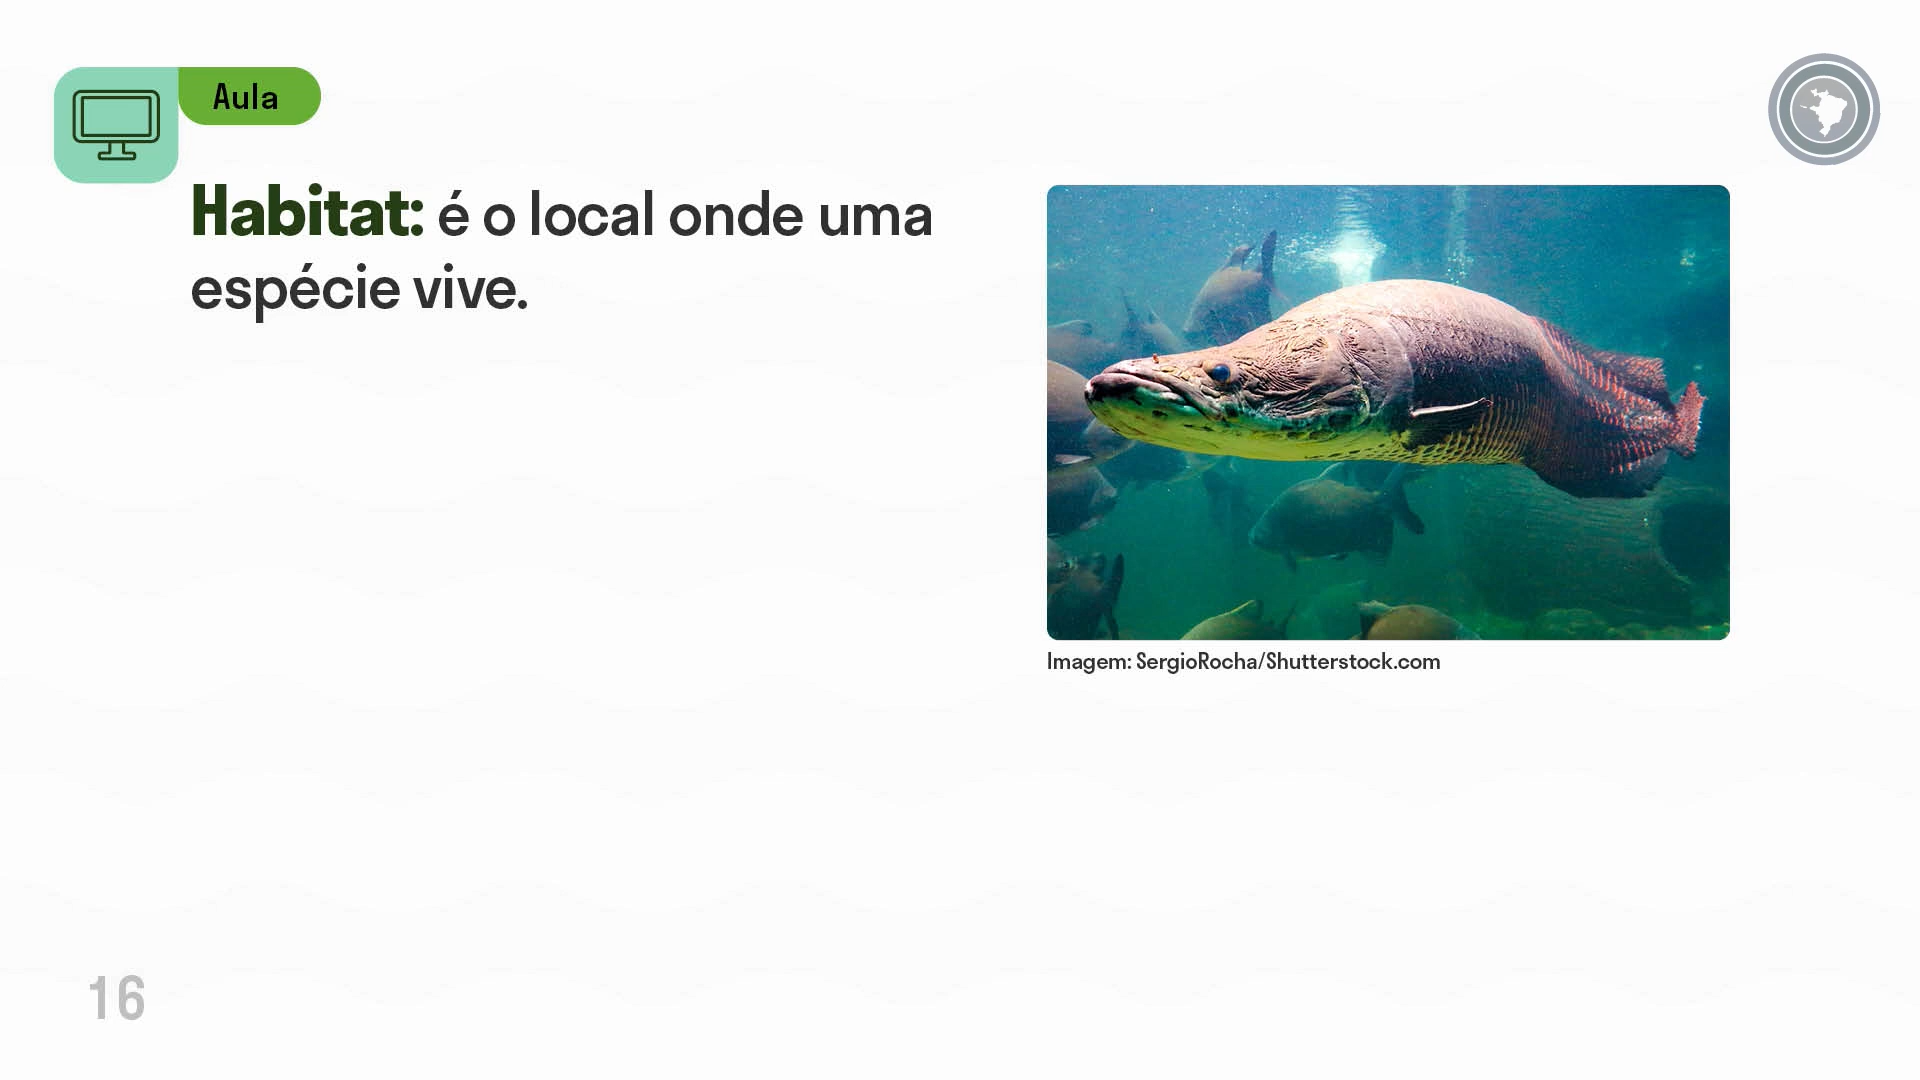 Aula
Habitat: é o local onde uma
espécie vive.
Imagem: SergioRocha/Shutterstock.com
16